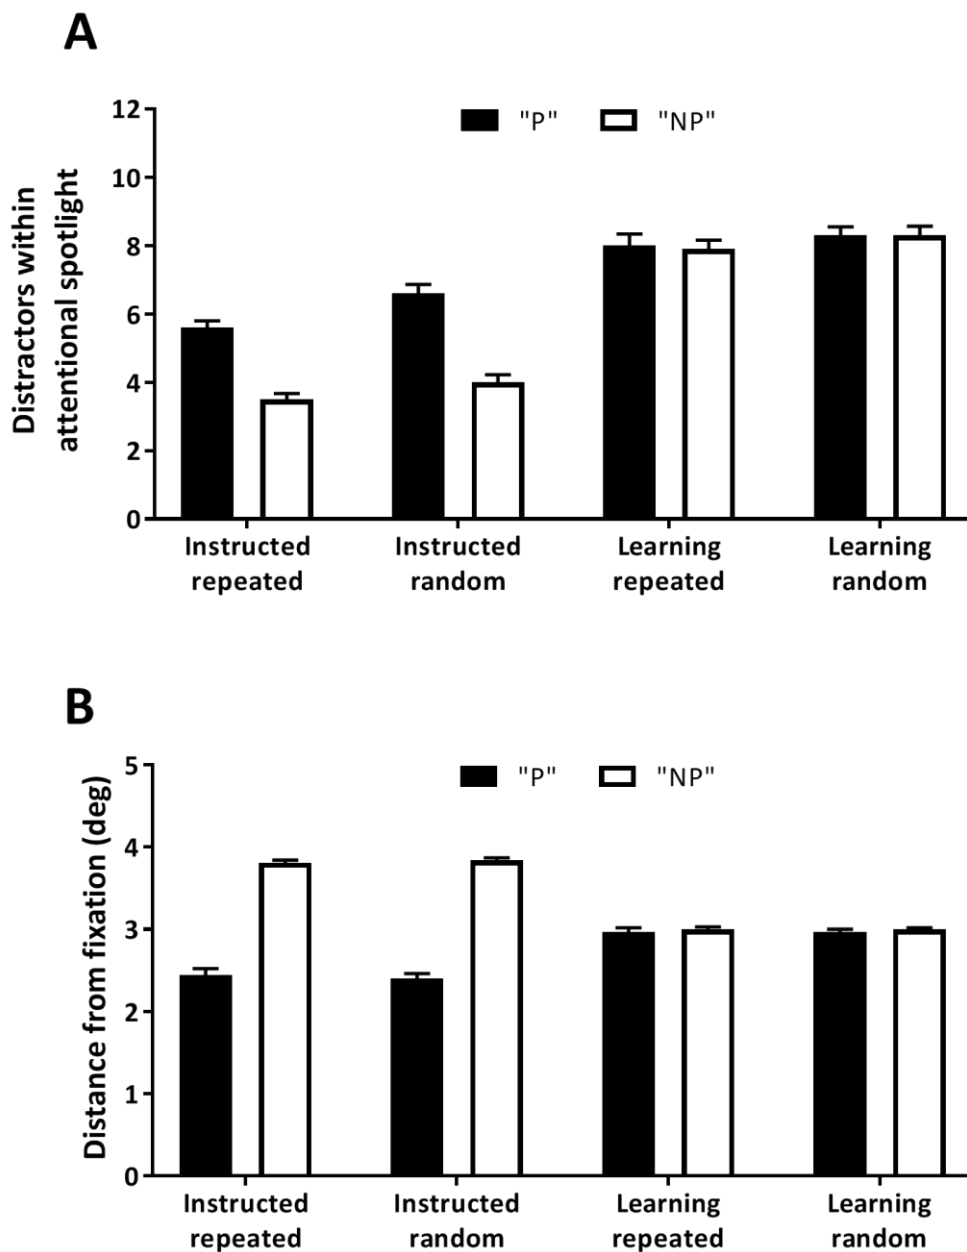 A
12
10
8
6
4
2
0
Distractors within
attentional spotlight
"P" "NP"
Instructed repeated
Instructed random
Learning repeated
Learning random
B
5
4
3
2
1
0
Distance from fixation (deg)
"P" "NP"
Instructed repeated
Instructed random
Learning repeated
Learning random